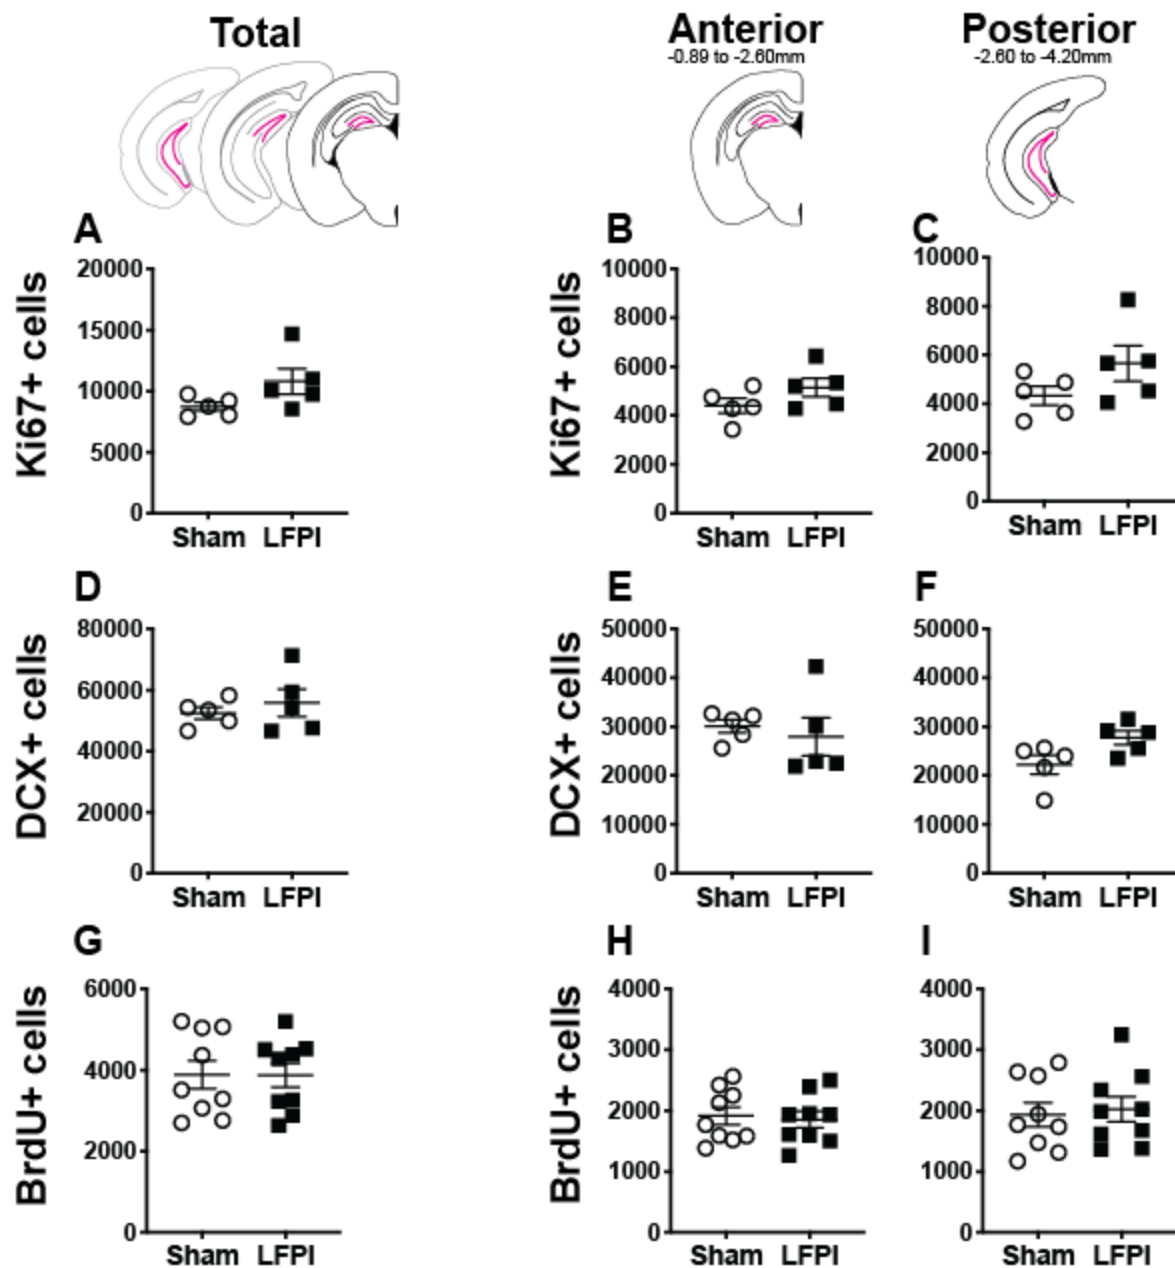 Total
Anterior
-0.89 to -2.60mm
Posterior
-2.60 to -4.20mm
A
Ki67+ cells
20000
15000
10000
5000
0
Sham LFPI
B
Ki67+ cells
10000
8000
6000
4000
2000
0
Sham LFPI
C
10000
8000
6000
4000
2000
0
Sham LFPI
D
DCX+ cells
80000
60000
40000
20000
0
Sham LFPI
E
DCX+ cells
50000
40000
30000
20000
10000
0
Sham LFPI
F
50000
40000
30000
20000
10000
0
Sham LFPI
G
BrdU+ cells
6000
4000
2000
0
Sham LFPI
H
BrdU+ cells
4000
3000
2000
1000
0
Sham LFPI
I
4000
3000
2000
1000
0
Sham LFPI